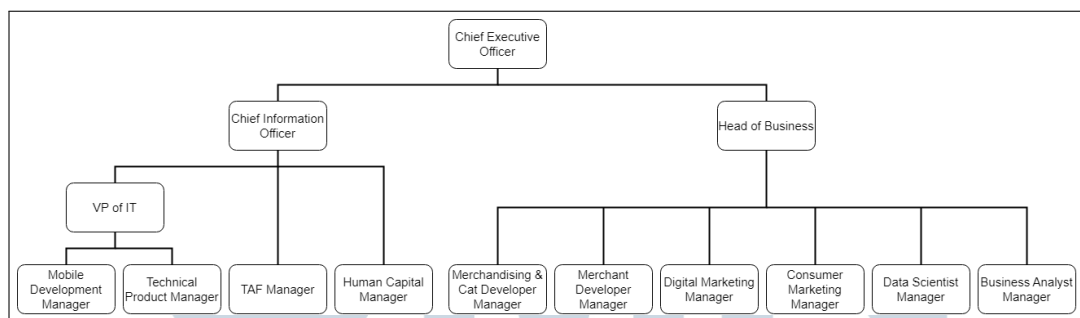 Chief Executive
Officer
Chief Information
Officer
Head of Business
VP of IT
Mobile
Development
Manager
Technical
Product Manager
TAF Manager
Human Capital
Manager
Merchandising &
Cat Developer
Manager
Merchant
Developer
Manager
Digital Marketing
Manager
Consumer
Marketing
Manager
Data Scientist
Manager
Business Analyst
Manager